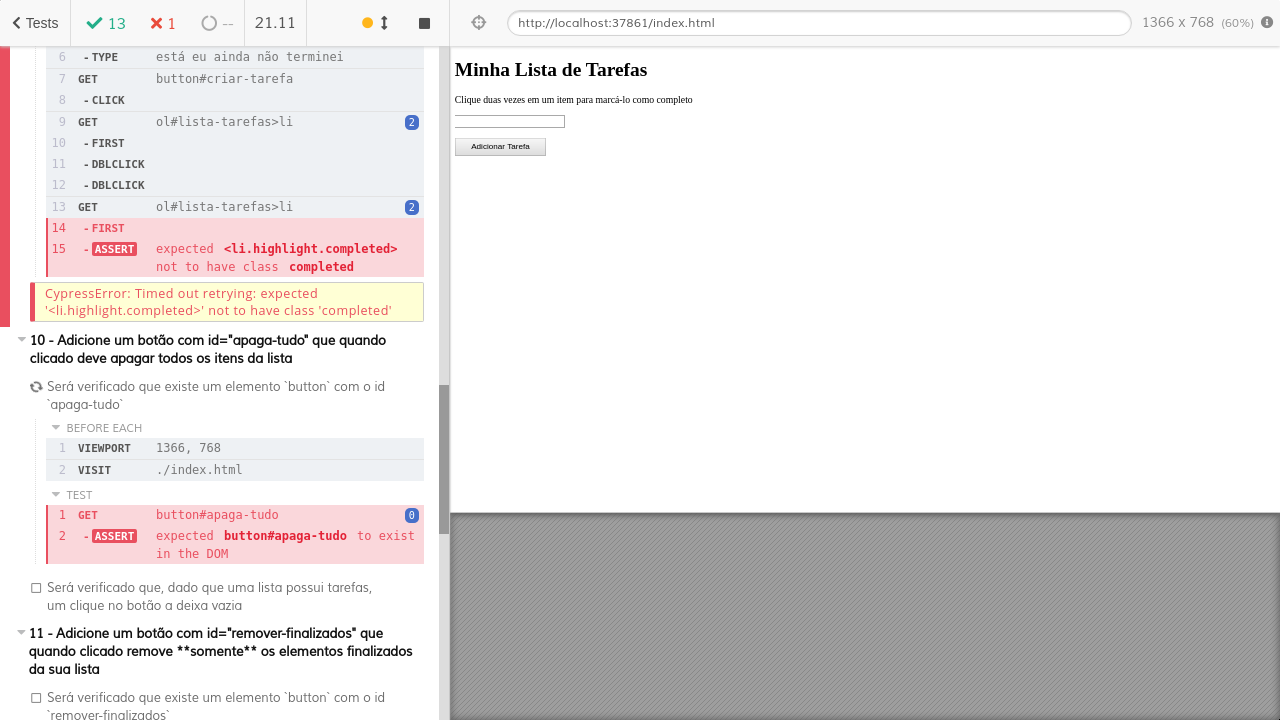 Tests 13 1 -- 21.11 http://localhost:37861/index.html 1366 x 768 (60%)
6 - TYPE está eu ainda não terminei
7 GET button#criar-tarefa
8 - CLICK
9 GET ol#lista-tarefas>li 2
10 - FIRST
11 - DBLCLICK
12 - DBLCLICK
13 GET ol#lista-tarefas>li 2
14 - FIRST
15 - ASSERT expected <li.highlight.completed>
not to have class completed
CypressError: Timed out retrying: expected
'<li.highlight.completed>' not to have class 'completed'
10 - Adicione um botão com id="apaga-tudo" que quando
clicado deve apagar todos os itens da lista
Será verificado que existe um elemento `button` com o id
`apaga-tudo`
BEFORE EACH
1 VIEWPORT 1366, 768
2 VISIT ./index.html
TEST
1 GET button#apaga-tudo 0
2 - ASSERT expected button#apaga-tudo to exist
in the DOM
Será verificado que, dado que uma lista possui tarefas,
um clique no botão a deixa vazia
11 - Adicione um botão com id="remover-finalizados" que
quando clicado remove **somente** os elementos finalizados
da sua lista
Será verificado que existe um elemento `button` com o id
`remover-finalizados`
Minha Lista de Tarefas
Clique duas vezes em um item para marcá-lo como completo
Adicionar Tarefa